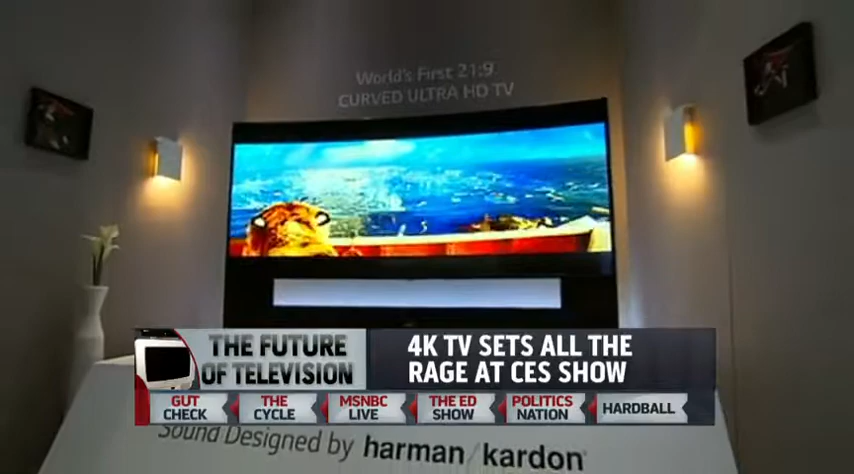 World's First 21:9
CURVED ULTRA HD TV
THE FUTURE
OF TELEVISION
4K TV SETS ALL THE
RAGE AT CES SHOW
GUT
CHECK
THE
CYCLE
MSNBC
LIVE
THE ED
SHOW
POLITICS
NATION
HARDBALL
Sound Designed by harman/kardon